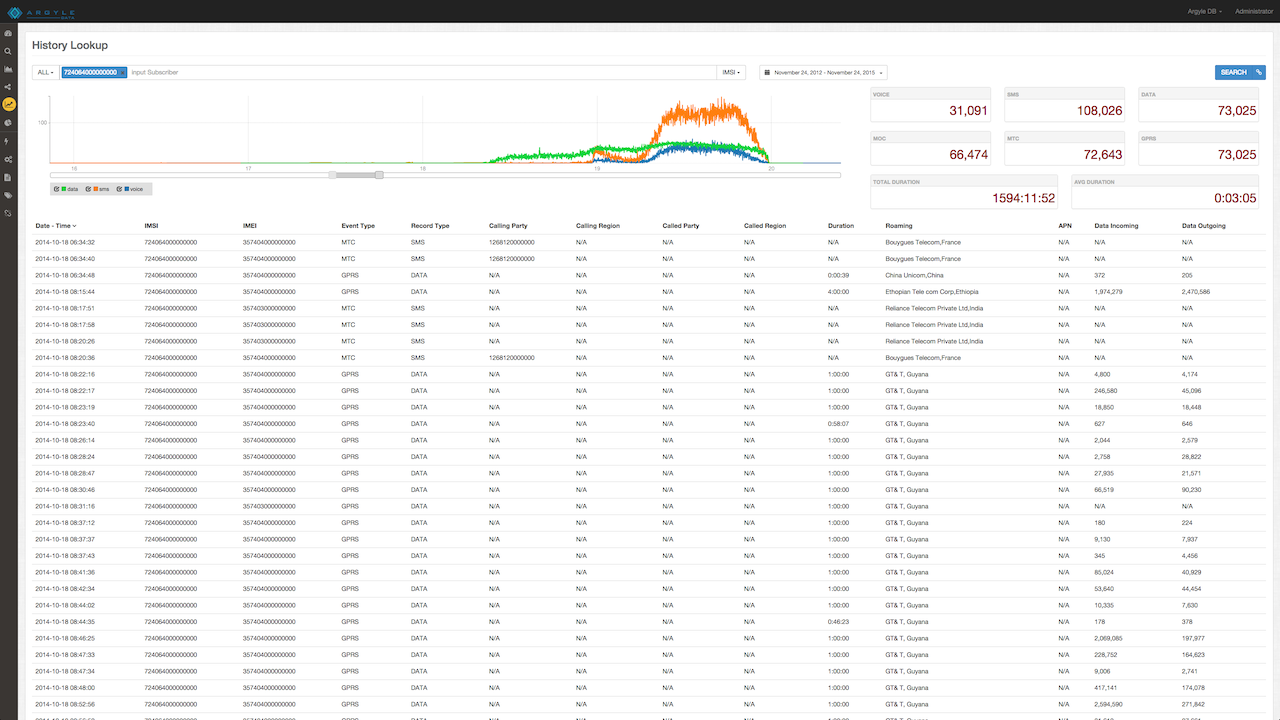 ARGYLE DATA
Argyle DB Administrator
History Lookup
ALL 724064000000000 × Input Subscriber IMSI November 24, 2012 - November 24, 2015 SEARCH
VOICE SMS DATA
31,091 108,026 73,025
MOC MTC GPRS
66,474 72,643 73,025
TOTAL DURATION AVG DURATION
1594:11:52 0:03:05
100
16 17 18 19 20
data sms voice
Date - Time IMSI IMEI Event Type Record Type Calling Party Calling Region Called Party Called Region Duration Roaming APN Data Incoming Data Outgoing
2014-10-18 06:34:32 724064000000000 357404000000000 MTC SMS 1268120000000 N/A N/A N/A N/A Bouygues Telecom,France N/A N/A N/A
2014-10-18 06:34:40 724064000000000 357404000000000 MTC SMS 1268120000000 N/A N/A N/A N/A Bouygues Telecom,France N/A N/A N/A
2014-10-18 06:34:48 724064000000000 357404000000000 GPRS DATA N/A N/A N/A N/A 0:00:39 China Unicom,China N/A 372 205
2014-10-18 08:15:44 724064000000000 357404000000000 GPRS DATA N/A N/A N/A N/A 4:00:00 Ethopian Tele com Corp,Ethiopia N/A 1,974,279 2,470,586
2014-10-18 08:17:51 724064000000000 357403000000000 MTC SMS N/A N/A N/A N/A N/A Reliance Telecom Private Ltd,India N/A N/A N/A
2014-10-18 08:17:58 724064000000000 357403000000000 MTC SMS N/A N/A N/A N/A N/A Reliance Telecom Private Ltd,India N/A N/A N/A
2014-10-18 08:20:26 724064000000000 357403000000000 MTC SMS N/A N/A N/A N/A N/A Reliance Telecom Private Ltd,India N/A N/A N/A
2014-10-18 08:20:36 724064000000000 357404000000000 MTC SMS 1268120000000 N/A N/A N/A N/A Bouygues Telecom,France N/A N/A N/A
2014-10-18 08:22:16 724064000000000 357404000000000 GPRS DATA N/A N/A N/A N/A 1:00:00 GT& T, Guyana N/A 4,800 4,174
2014-10-18 08:22:17 724064000000000 357404000000000 GPRS DATA N/A N/A N/A N/A 1:00:00 GT& T, Guyana N/A 246,580 45,096
2014-10-18 08:23:19 724064000000000 357404000000000 GPRS DATA N/A N/A N/A N/A 1:00:00 GT& T, Guyana N/A 18,850 18,448
2014-10-18 08:23:40 724064000000000 357404000000000 GPRS DATA N/A N/A N/A N/A 0:58:07 GT& T, Guyana N/A 627 646
2014-10-18 08:26:14 724064000000000 357404000000000 GPRS DATA N/A N/A N/A N/A 1:00:00 GT& T, Guyana N/A 2,044 2,579
2014-10-18 08:28:24 724064000000000 357404000000000 GPRS DATA N/A N/A N/A N/A 1:00:00 GT& T, Guyana N/A 2,758 28,822
2014-10-18 08:28:47 724064000000000 357404000000000 GPRS DATA N/A N/A N/A N/A 1:00:00 GT& T, Guyana N/A 27,935 21,571
2014-10-18 08:30:46 724064000000000 357404000000000 GPRS DATA N/A N/A N/A N/A 1:00:00 GT& T, Guyana N/A 66,519 90,230
2014-10-18 08:31:16 724064000000000 357403000000000 GPRS DATA N/A N/A N/A N/A 1:00:00 GT& T, Guyana N/A N/A N/A
2014-10-18 08:37:12 724064000000000 357404000000000 GPRS DATA N/A N/A N/A N/A 1:00:00 GT& T, Guyana N/A 180 224
2014-10-18 08:37:37 724064000000000 357404000000000 GPRS DATA N/A N/A N/A N/A 1:00:00 GT& T, Guyana N/A 9,130 7,937
2014-10-18 08:37:43 724064000000000 357404000000000 GPRS DATA N/A N/A N/A N/A 1:00:00 GT& T, Guyana N/A 345 4,456
2014-10-18 08:41:36 724064000000000 357404000000000 GPRS DATA N/A N/A N/A N/A 1:00:00 GT& T, Guyana N/A 85,024 40,929
2014-10-18 08:42:34 724064000000000 357404000000000 GPRS DATA N/A N/A N/A N/A 1:00:00 GT& T, Guyana N/A 53,640 44,454
2014-10-18 08:44:02 724064000000000 357404000000000 GPRS DATA N/A N/A N/A N/A 1:00:00 GT& T, Guyana N/A 10,335 7,630
2014-10-18 08:44:35 724064000000000 357404000000000 GPRS DATA N/A N/A N/A N/A 0:46:23 GT& T, Guyana N/A 178 378
2014-10-18 08:46:25 724064000000000 357404000000000 GPRS DATA N/A N/A N/A N/A 1:00:00 GT& T, Guyana N/A 2,069,085 197,977
2014-10-18 08:47:33 724064000000000 357404000000000 GPRS DATA N/A N/A N/A N/A 1:00:00 GT& T, Guyana N/A 228,752 164,623
2014-10-18 08:47:34 724064000000000 357404000000000 GPRS DATA N/A N/A N/A N/A 1:00:00 GT& T, Guyana N/A 9,006 2,741
2014-10-18 08:48:00 724064000000000 357404000000000 GPRS DATA N/A N/A N/A N/A 1:00:00 GT& T, Guyana N/A 417,141 174,078
2014-10-18 08:52:56 724064000000000 357404000000000 GPRS DATA N/A N/A N/A N/A 1:00:00 GT& T, Guyana N/A 2,594,590 271,842